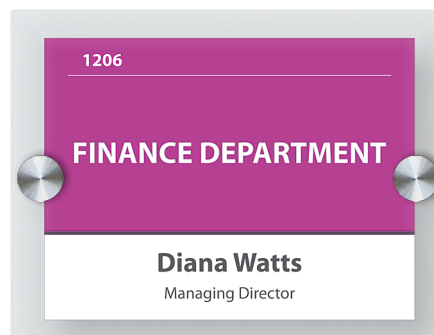 1206
FINANCE DEPARTMENT
Diana Watts
Managing Director